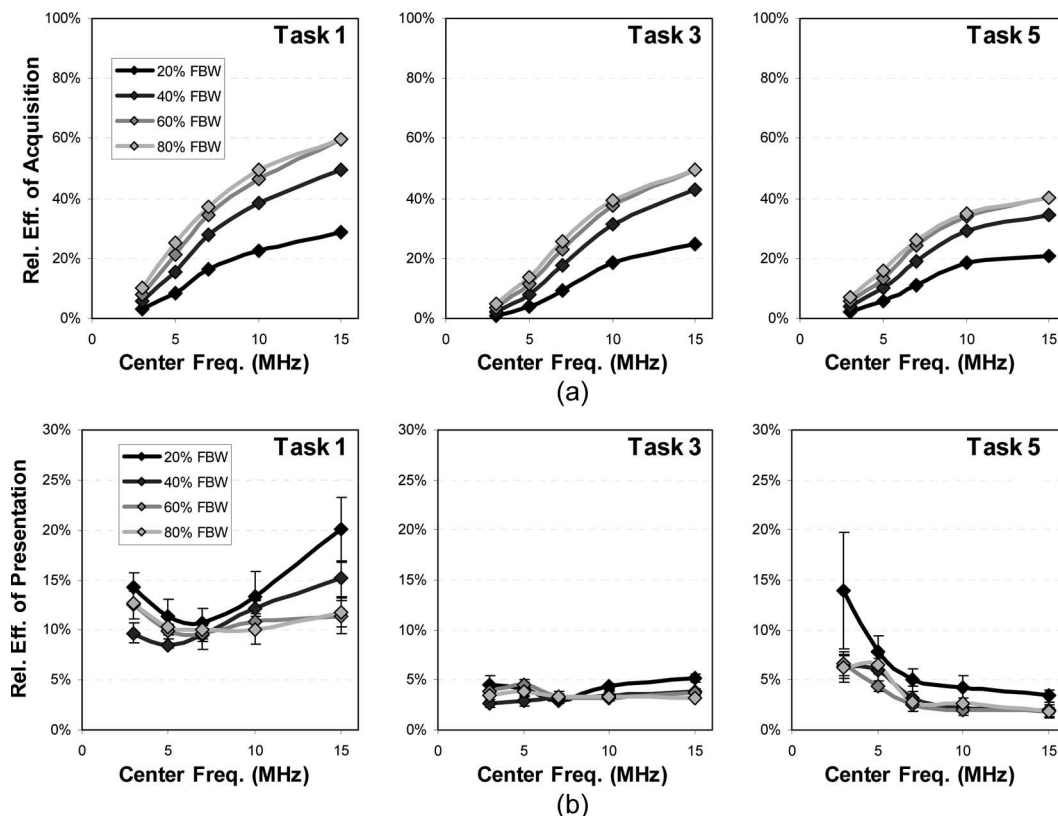 Task 1
Task 3
Task 5
Rel. Eff. of Acquisition
100%
80%
60%
40%
20%
0%
20% FBW
40% FBW
60% FBW
80% FBW
0
5
10
15
Center Freq. (MHz)
100%
80%
60%
40%
20%
0%
0
5
10
15
Center Freq. (MHz)
100%
80%
60%
40%
20%
0%
0
5
10
15
Center Freq. (MHz)
(a)
Task 1
Task 3
Task 5
Rel. Eff. of Presentation
30%
25%
20%
15%
10%
5%
0%
20% FBW
40% FBW
60% FBW
80% FBW
0
5
10
15
Center Freq. (MHz)
30%
25%
20%
15%
10%
5%
0%
0
5
10
15
Center Freq. (MHz)
30%
25%
20%
15%
10%
5%
0%
0
5
10
15
Center Freq. (MHz)
(b)